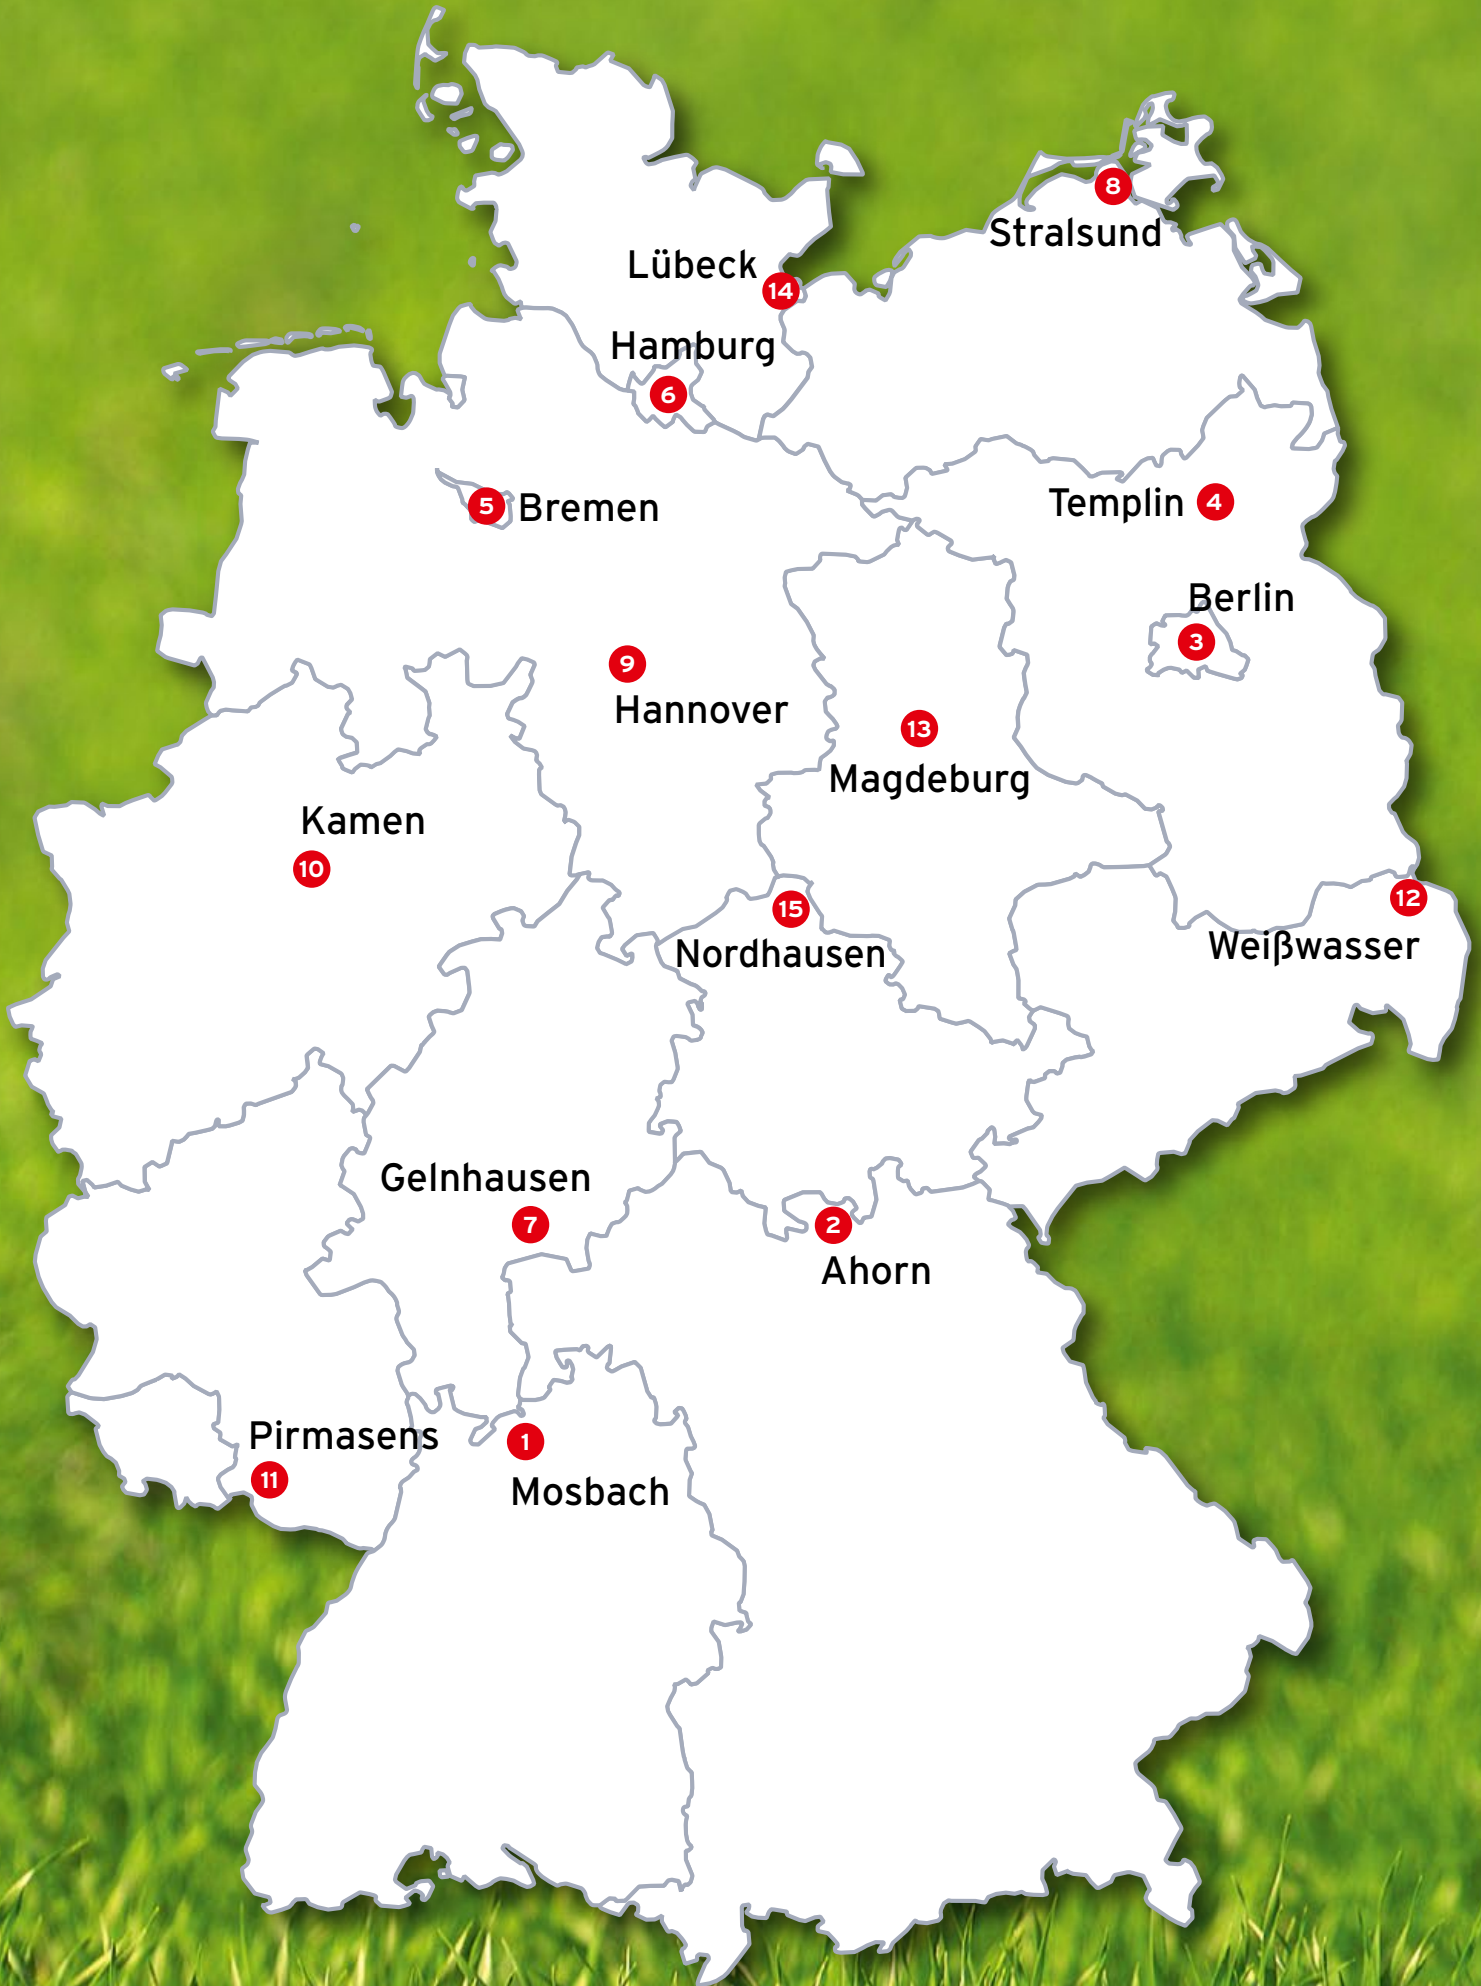 8
Stralsund
Lübeck
14
Hamburg
6
Templin 4
5 Bremen
Berlin
3
9
Hannover
13
Magdeburg
Kamen
10
12
15
Weißwasser
Nordhausen
Gelnhausen
7
2
Ahorn
Pirmasens
1
11
Mosbach